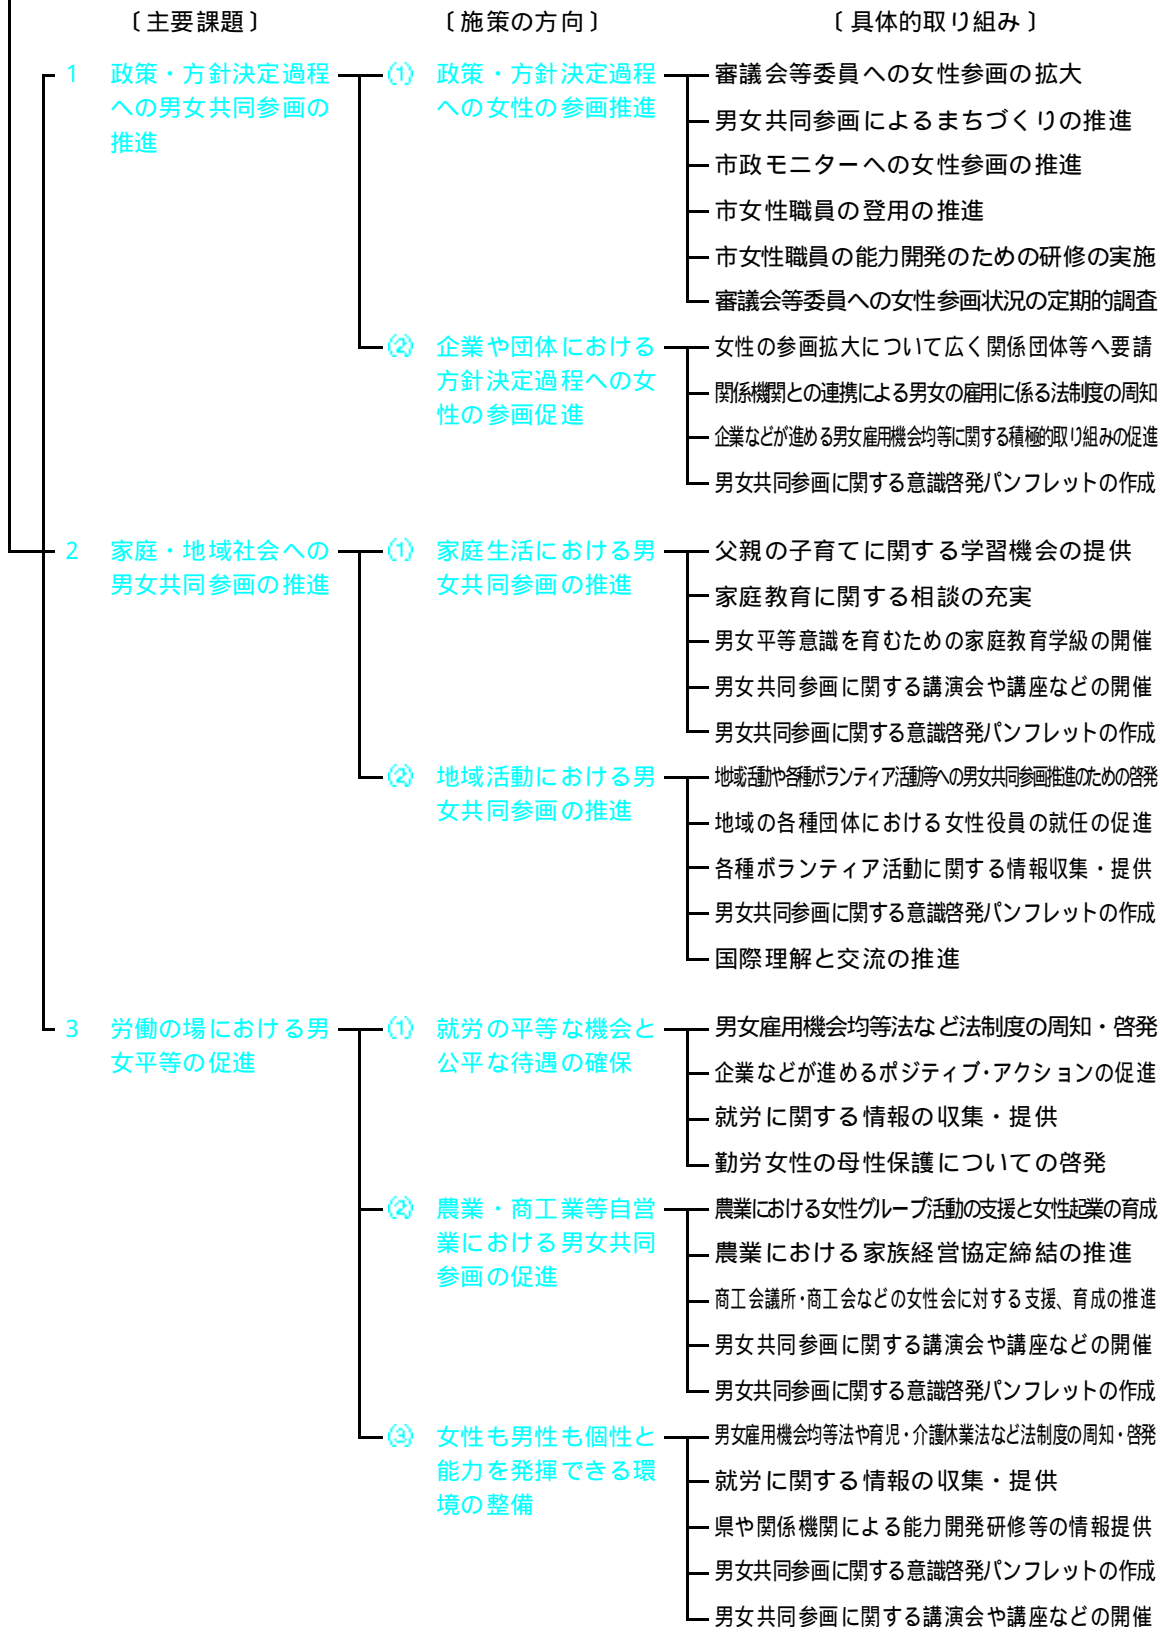 〔主要課題〕 〔施策の方向〕 〔具体的取り組み〕
1 政策・方針決定過程
への男女共同参画の
推進
(1) 政策・方針決定過程
への女性の参画推進
審議会等委員への女性参画の拡大
男女共同参画によるまちづくりの推進
市政モニターへの女性参画の推進
市女性職員の登用の推進
市女性職員の能力開発のための研修の実施
審議会等委員への女性参画状況の定期的調査
(2) 企業や団体における
方針決定過程への女
性の参画促進
女性の参画拡大について広く関係団体等へ要請
関係機関との連携による男女の雇用に係る法制度の周知
企業などが進める男女雇用機会均等に関する積極的取り組みの促進
男女共同参画に関する意識啓発パンフレットの作成
2 家庭・地域社会への
男女共同参画の推進
(1) 家庭生活における男
女共同参画の推進
父親の子育てに関する学習機会の提供
家庭教育に関する相談の充実
男女平等意識を育むための家庭教育学級の開催
男女共同参画に関する講演会や講座などの開催
男女共同参画に関する意識啓発パンフレットの作成
(2) 地域活動における男
女共同参画の推進
地域活動や各種ボランティア活動等への男女共同参画推進のための啓発
地域の各種団体における女性役員の就任の促進
各種ボランティア活動に関する情報収集・提供
男女共同参画に関する意識啓発パンフレットの作成
国際理解と交流の推進
3 労働の場における男
女平等の促進
(1) 就労の平等な機会と
公平な待遇の確保
男女雇用機会均等法など法制度の周知・啓発
企業などが進めるポジティブ・アクションの促進
就労に関する情報の収集・提供
勤労女性の母性保護についての啓発
(2) 農業・商工業等自営
業における男女共同
参画の促進
農業における女性グループ活動の支援と女性起業の育成
農業における家族経営協定締結の推進
商工会議所・商工会などの女性会に対する支援、育成の推進
男女共同参画に関する講演会や講座などの開催
男女共同参画に関する意識啓発パンフレットの作成
(3) 女性も男性も個性と
能力を発揮できる環
境の整備
男女雇用機会均等法や育児・介護休業法など法制度の周知・啓発
就労に関する情報の収集・提供
県や関係機関による能力開発研修等の情報提供
男女共同参画に関する意識啓発パンフレットの作成
男女共同参画に関する講演会や講座などの開催